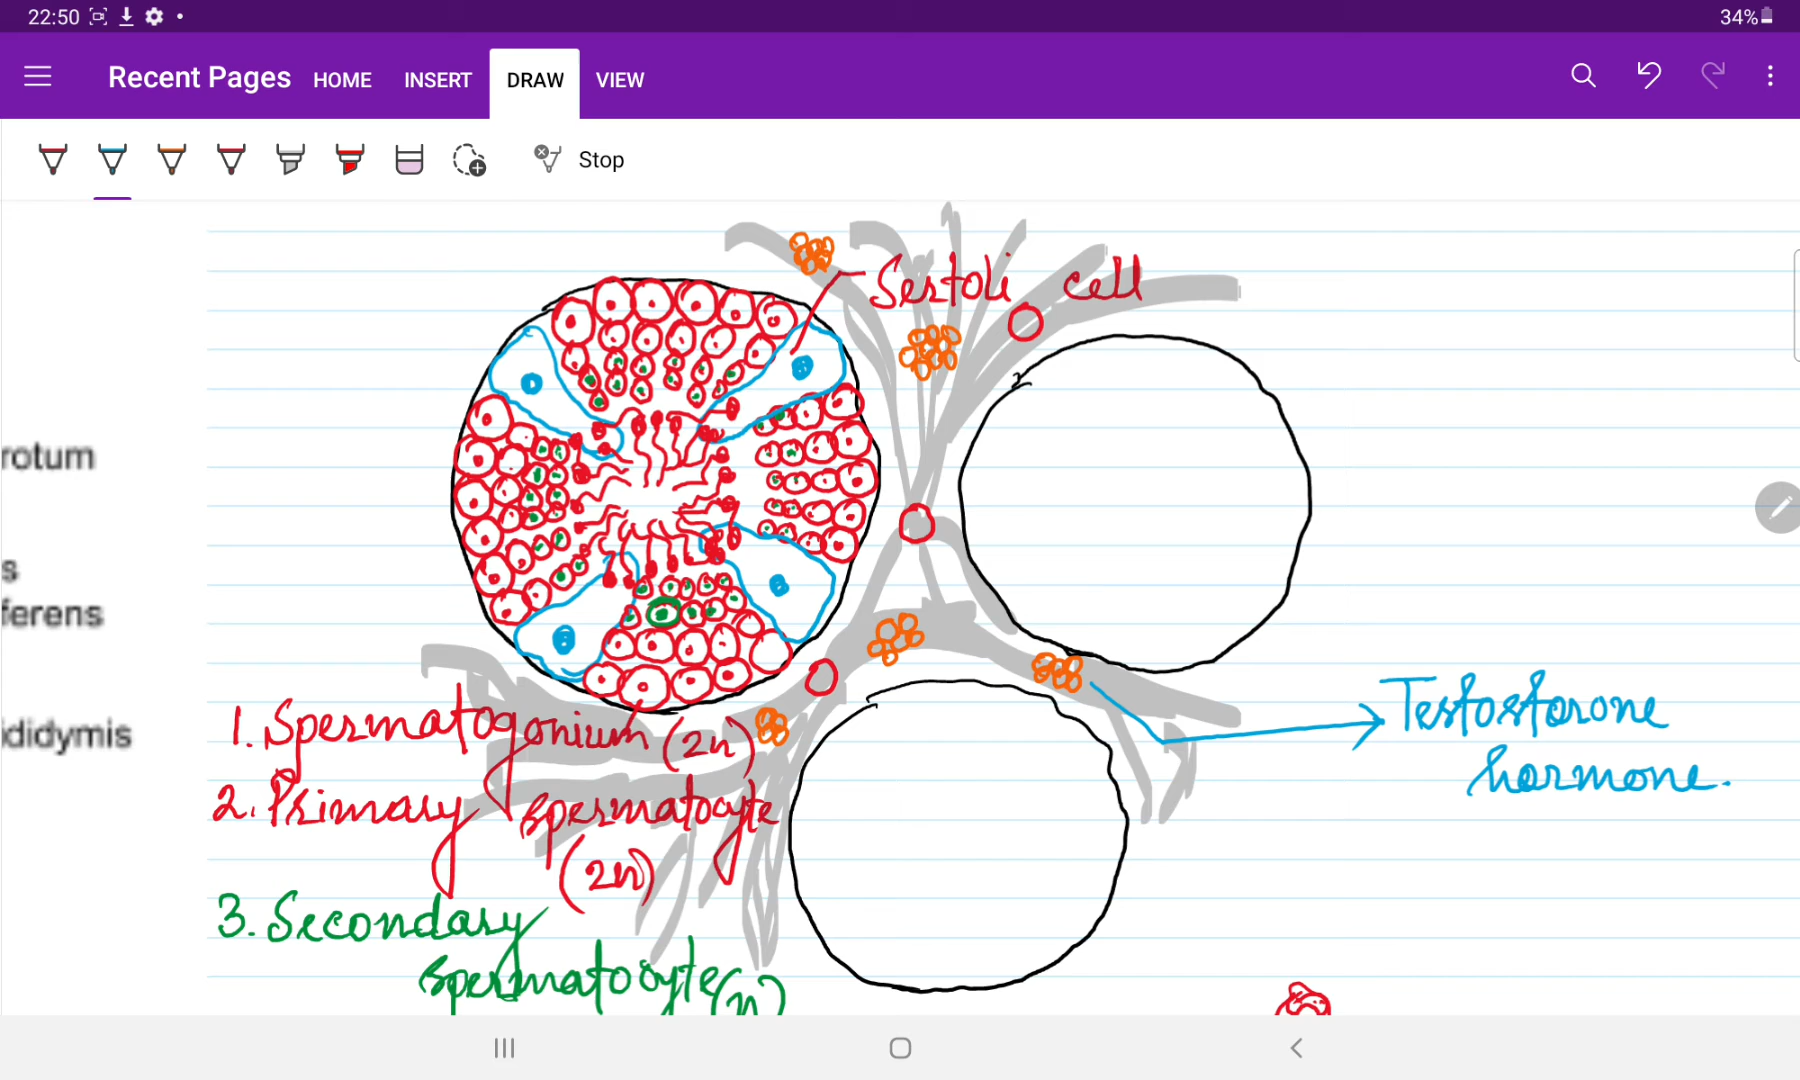 22:50
34%
Recent Pages HOME INSERT DRAW VIEW
Stop
Sertoli cell
rotum
s
ferens
ididymis
1. Spermatogonium (2n)
2. Primary spermatocyte
(2n)
3. Secondary
spermatocyte (n)
Testosterone
hormone.